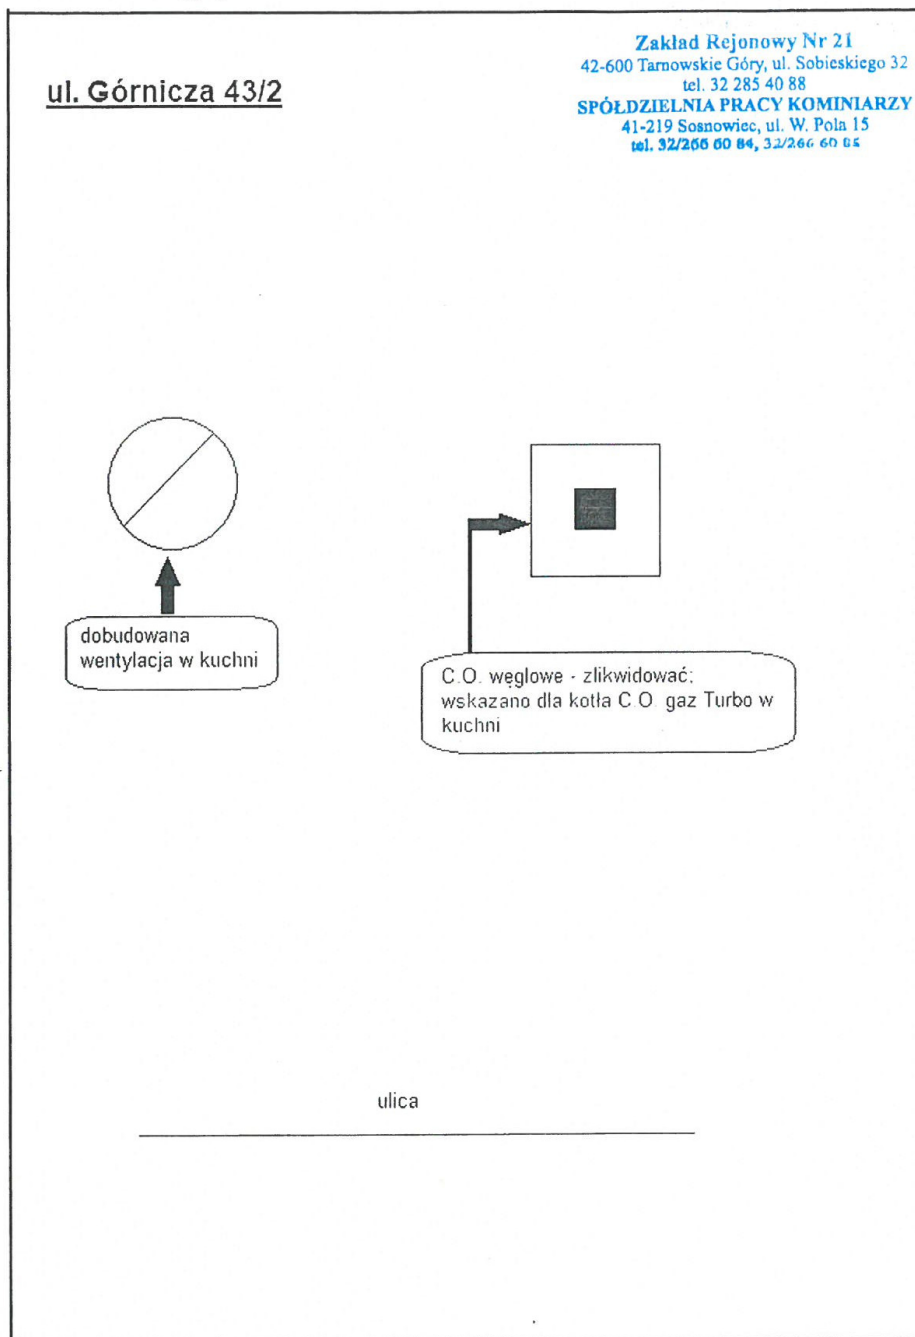 ul. Górnicza 43/2
Zakład Rejonowy Nr 21
42-600 Tarnowskie Góry, ul. Sobieskiego 32
tel. 32 285 40 88
SPÓŁDZIELNIA PRACY KOMINIARZY
41-219 Sosnowiec, ul. W. Pola 15
tel. 32/266 60 84, 32/266 60 85
dobudowana
wentylacja w kuchni
C.O. węglowe - zlikwidować;
wskazano dla kotła C.O. gaz Turbo w
kuchni
ulica